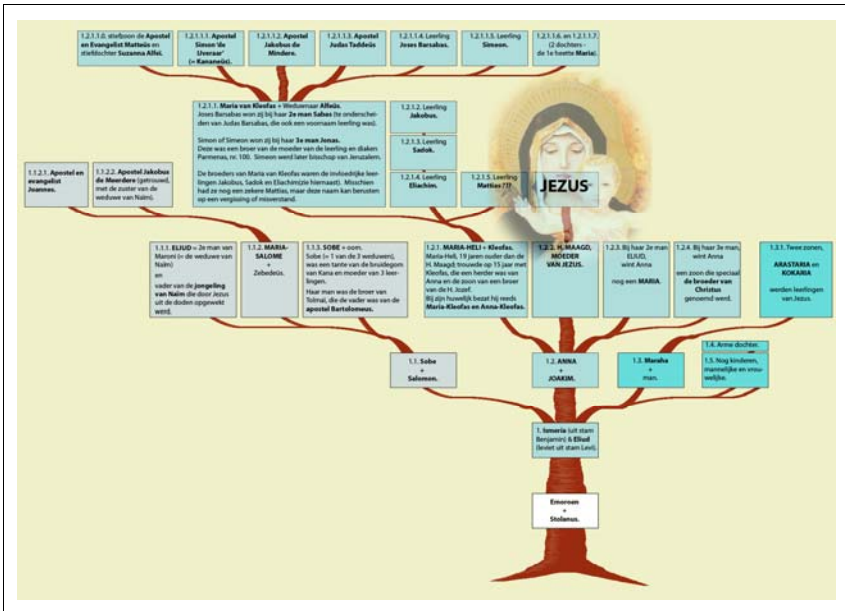 1.2.1.1.0. stiefzoon de Apostel
en Evangelist Matteüs en
stiefdochter Suzanna Alfeï.
1.2.1.1.1. Apostel
Simon 'de
IJveraar'
(= Kananeüs).
1.2.1.1.2. Apostel
Jakobus de
Mindere.
1.2.1.1.3. Apostel
Judas Taddeüs
1.2.1.1.4. Leerling
Joses Barsabas.
1.2.1.1.5. Leerling
Simeon.
1.2.1.1.6. en 1.2.1.1.7.
(2 dochters -
de 1e heette Maria).
1.2.1.1. Maria van Kleofas + Weduwnaar Alfeüs.
Joses Barsabas won zij bij haar 2e man Sabas (te onderschei-
den van Judas Barsabas, die ook een voornaam leerling was).
Simon of Simeon won zij bij haar 3e man Jonas.
Deze was een broer van de moeder van de leerling en diaken
Parmenas, nr. 100. Simeon werd later bisschop van Jeruzalem.
De broeders van Maria van Kleofas waren de invloedrijke leer-
lingen Jakobus, Sadok en Eliachim(zie hiernaast). Misschien
had ze nog een zekere Mattias, maar deze naam kan berusten
op een vergissing of misverstand.
1.2.1.2. Leerling
Jakobus.
1.2.1.3. Leerling
Sadok.
1.2.1.4. Leerling
Eliachim.
1.2.1.5. Leerling
Mattias ???
JEZUS
1.1.2.1. Apostel en
evangelist
Joannes.
1.1.2.2. Apostel Jakobus
de Meerdere (getrouwd,
met de zuster van de
weduwe van Naïm).
1.1.1. ELIUD = 2e man van
Maroni (= de weduwe van
Naïm)
en
vader van de jongeling
van Naïm die door Jezus
uit de doden opgewekt
werd.
1.1.2. MARIA-
SALOME
+
Zebedeüs.
1.1.3. SOBE + oom.
Sobe (= 1 van de 3 weduwen),
was een tante van de bruidegom
van Kana en moeder van 3 leer-
lingen.
Haar man was de broer van
Tolmai, die de vader was van de
apostel Bartolomeus.
1.2.1. MARIA-HELI + Kleofas.
Maria-Heli, 19 jaren ouder dan de
H. Maagd; trouwde op 15 jaar met
Kleofas, die een herder was van
Anna en de zoon van een broer
van de H. Jozef.
Bij zijn huwelijk bezat hij reeds
Maria-Kleofas en Anna-Kleofas.
1.2.2. H. MAAGD,
MOEDER
VAN JEZUS.
1.2.3. Bij haar 2e man
ELIUD,
wint Anna
nog een MARIA.
1.2.4. Bij haar 3e man,
wint Anna
een zoon die speciaal
de broeder van
Christus
genoemd werd.
1.3.1. Twee zonen,
ARASTARIA en
KOKARIA
werden leerlingen
van Jezus.
1.1. Sobe
+
Salomon.
1.2. ANNA
+
JOAKIM.
1.3. Maraha
+
man.
1.4. Arme dochter.
1.5. Nog kinderen,
mannelijke en vrou-
welijke.
1. Ismeria (uit stam
Benjamin) & Eliud
(leviet uit stam Levi).
Emoroen
+
Stolanus.